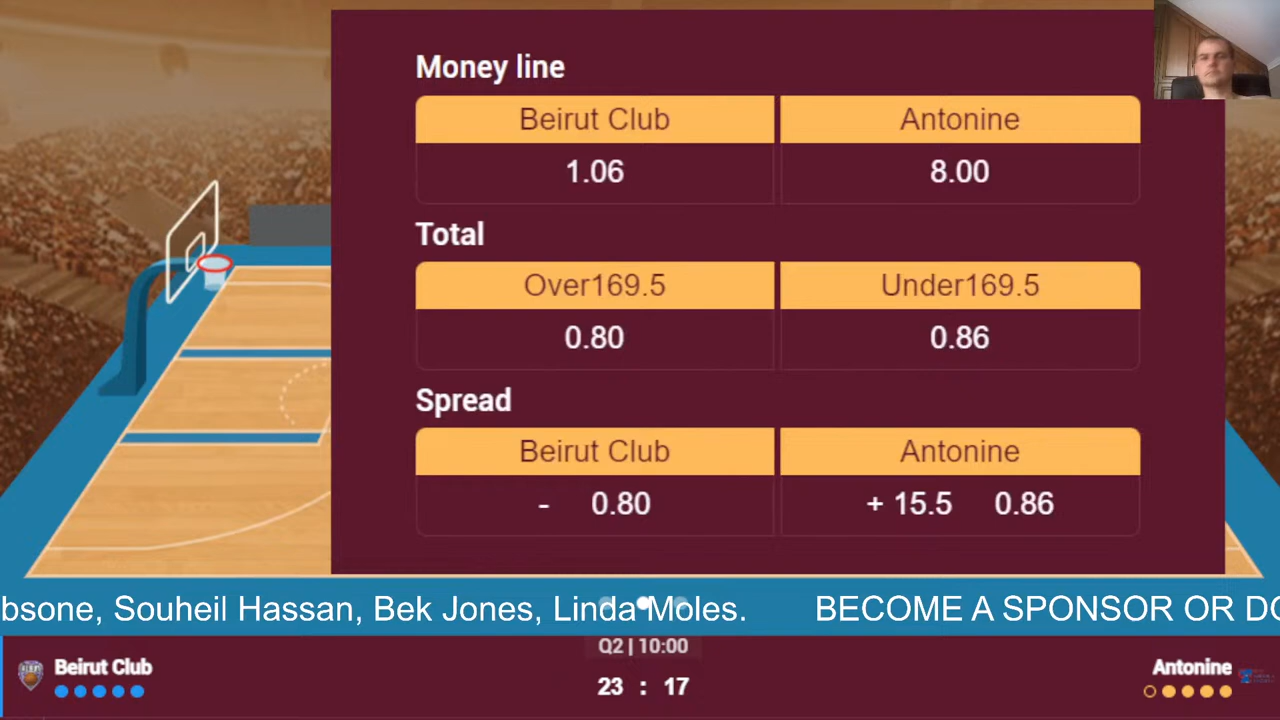 Money line
Beirut Club Antonine
1.06 8.00
Total
Over169.5 Under169.5
0.80 0.86
Spread
Beirut Club Antonine
- 0.80 + 15.5 0.86
bsone, Souheil Hassan, Bek Jones, Linda Moles. BECOME A SPONSOR OR DO
Q2 | 10:00
Beirut Club Antonine
23 : 17